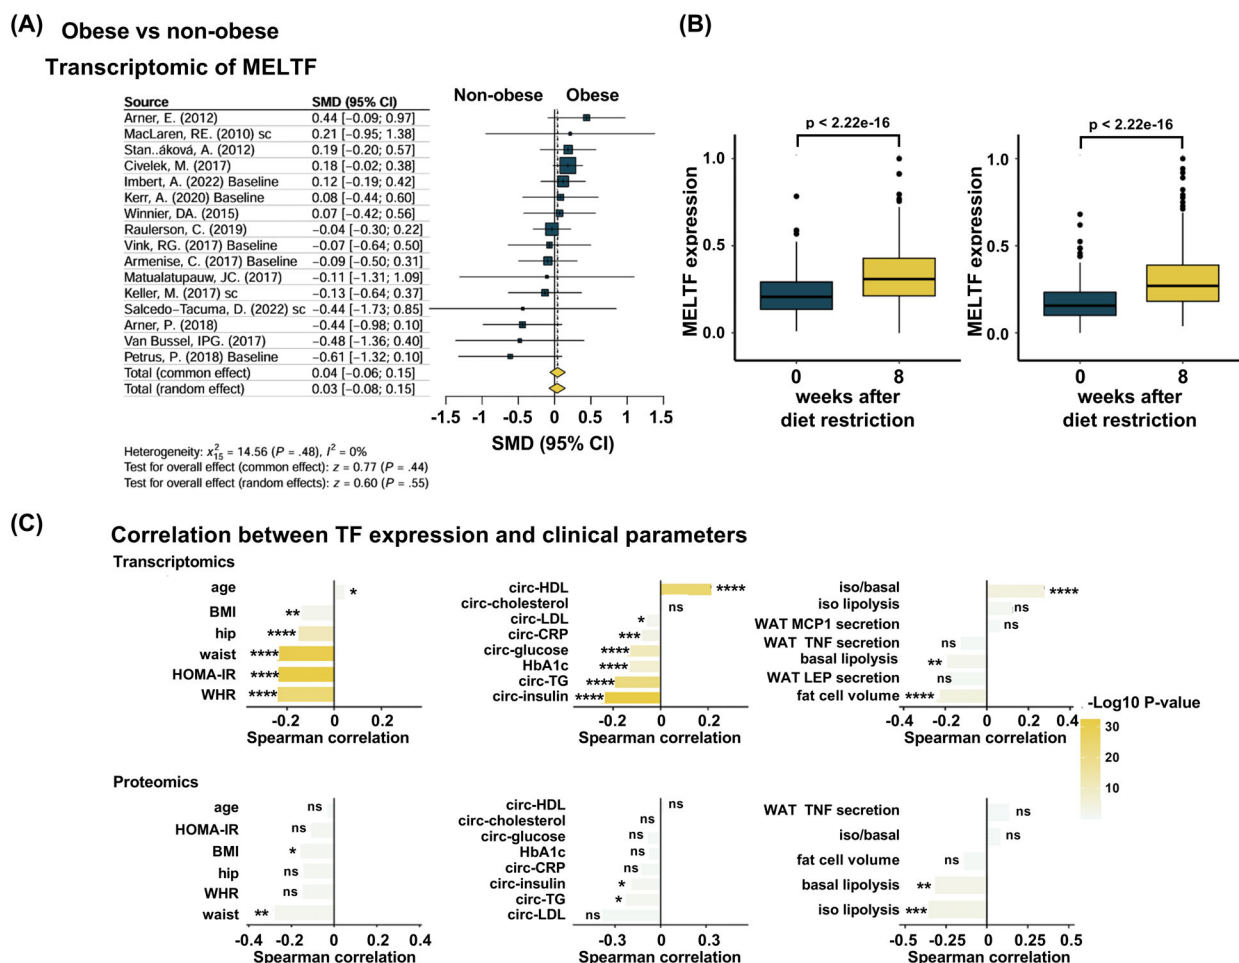 (A) Obese vs non-obese
Transcriptomic of MELTF
Source SMD (95% CI) Non-obese Obese
Arner, E. (2012) 0.44 [−0.09; 0.97]
MacLaren, RE. (2010) sc 0.21 [−0.95; 1.38]
Stan..áková, A. (2012) 0.19 [−0.20; 0.57]
Civelek, M. (2017) 0.18 [−0.02; 0.38]
Imbert, A. (2022) Baseline 0.12 [−0.19; 0.42]
Kerr, A. (2020) Baseline 0.08 [−0.44; 0.60]
Winnier, DA. (2015) 0.07 [−0.42; 0.56]
Raulerson, C. (2019) −0.04 [−0.30; 0.22]
Vink, RG. (2017) Baseline −0.07 [−0.64; 0.50]
Armenise, C. (2017) Baseline −0.09 [−0.50; 0.31]
Matualatupauw, JC. (2017) −0.11 [−1.31; 1.09]
Keller, M. (2017) sc −0.13 [−0.64; 0.37]
Salcedo−Tacuma, D. (2022) sc −0.44 [−1.73; 0.85]
Arner, P. (2018) −0.44 [−0.98; 0.10]
Van Bussel, IPG. (2017) −0.48 [−1.36; 0.40]
Petrus, P. (2018) Baseline −0.61 [−1.32; 0.10]
Total (common effect) 0.04 [−0.06; 0.15]
Total (random effect) 0.03 [−0.08; 0.15]
-1.5 -1 -0.5 0 0.5 1 1.5
SMD (95% CI)
Heterogeneity: x²₁₅ = 14.56 (P = .48), I² = 0%
Test for overall effect (common effect): z = 0.77 (P = .44)
Test for overall effect (random effects): z = 0.60 (P = .55)
(B)
p < 2.22e-16
MELTF expression
1.0
0.5
0.0
0 8
weeks after
diet restriction
p < 2.22e-16
MELTF expression
1.0
0.5
0.0
0 8
weeks after
diet restriction
(C) Correlation between TF expression and clinical parameters
Transcriptomics
age *
BMI **
hip ****
waist ****
HOMA-IR ****
WHR ****
-0.2 0 0.2
Spearman correlation
circ-HDL ****
circ-cholesterol ns
circ-LDL *
circ-CRP ***
circ-glucose ****
HbA1c ****
circ-TG ****
circ-insulin ****
-0.2 0 0.2
Spearman correlation
iso/basal ****
iso lipolysis ns
WAT MCP1 secretion ns
WAT TNF secretion ns
basal lipolysis **
WAT LEP secretion ns
fat cell volume ****
-0.4 -0.2 0 0.2 0.4
Spearman correlation
-Log10 P-value
30
20
10
Proteomics
age ns
HOMA-IR ns
BMI *
hip ns
WHR ns
waist **
-0.4 -0.2 0 0.2 0.4
Spearman correlation
circ-HDL ns
circ-cholesterol ns
circ-glucose ns
HbA1c ns
circ-CRP ns
circ-insulin *
circ-TG *
circ-LDL ns
-0.3 0 0.3
Spearman correlation
WAT TNF secretion ns
iso/basal ns
fat cell volume ns
basal lipolysis **
iso lipolysis ***
-0.5 -0.25 0 0.25 0.5
Spearman correlation